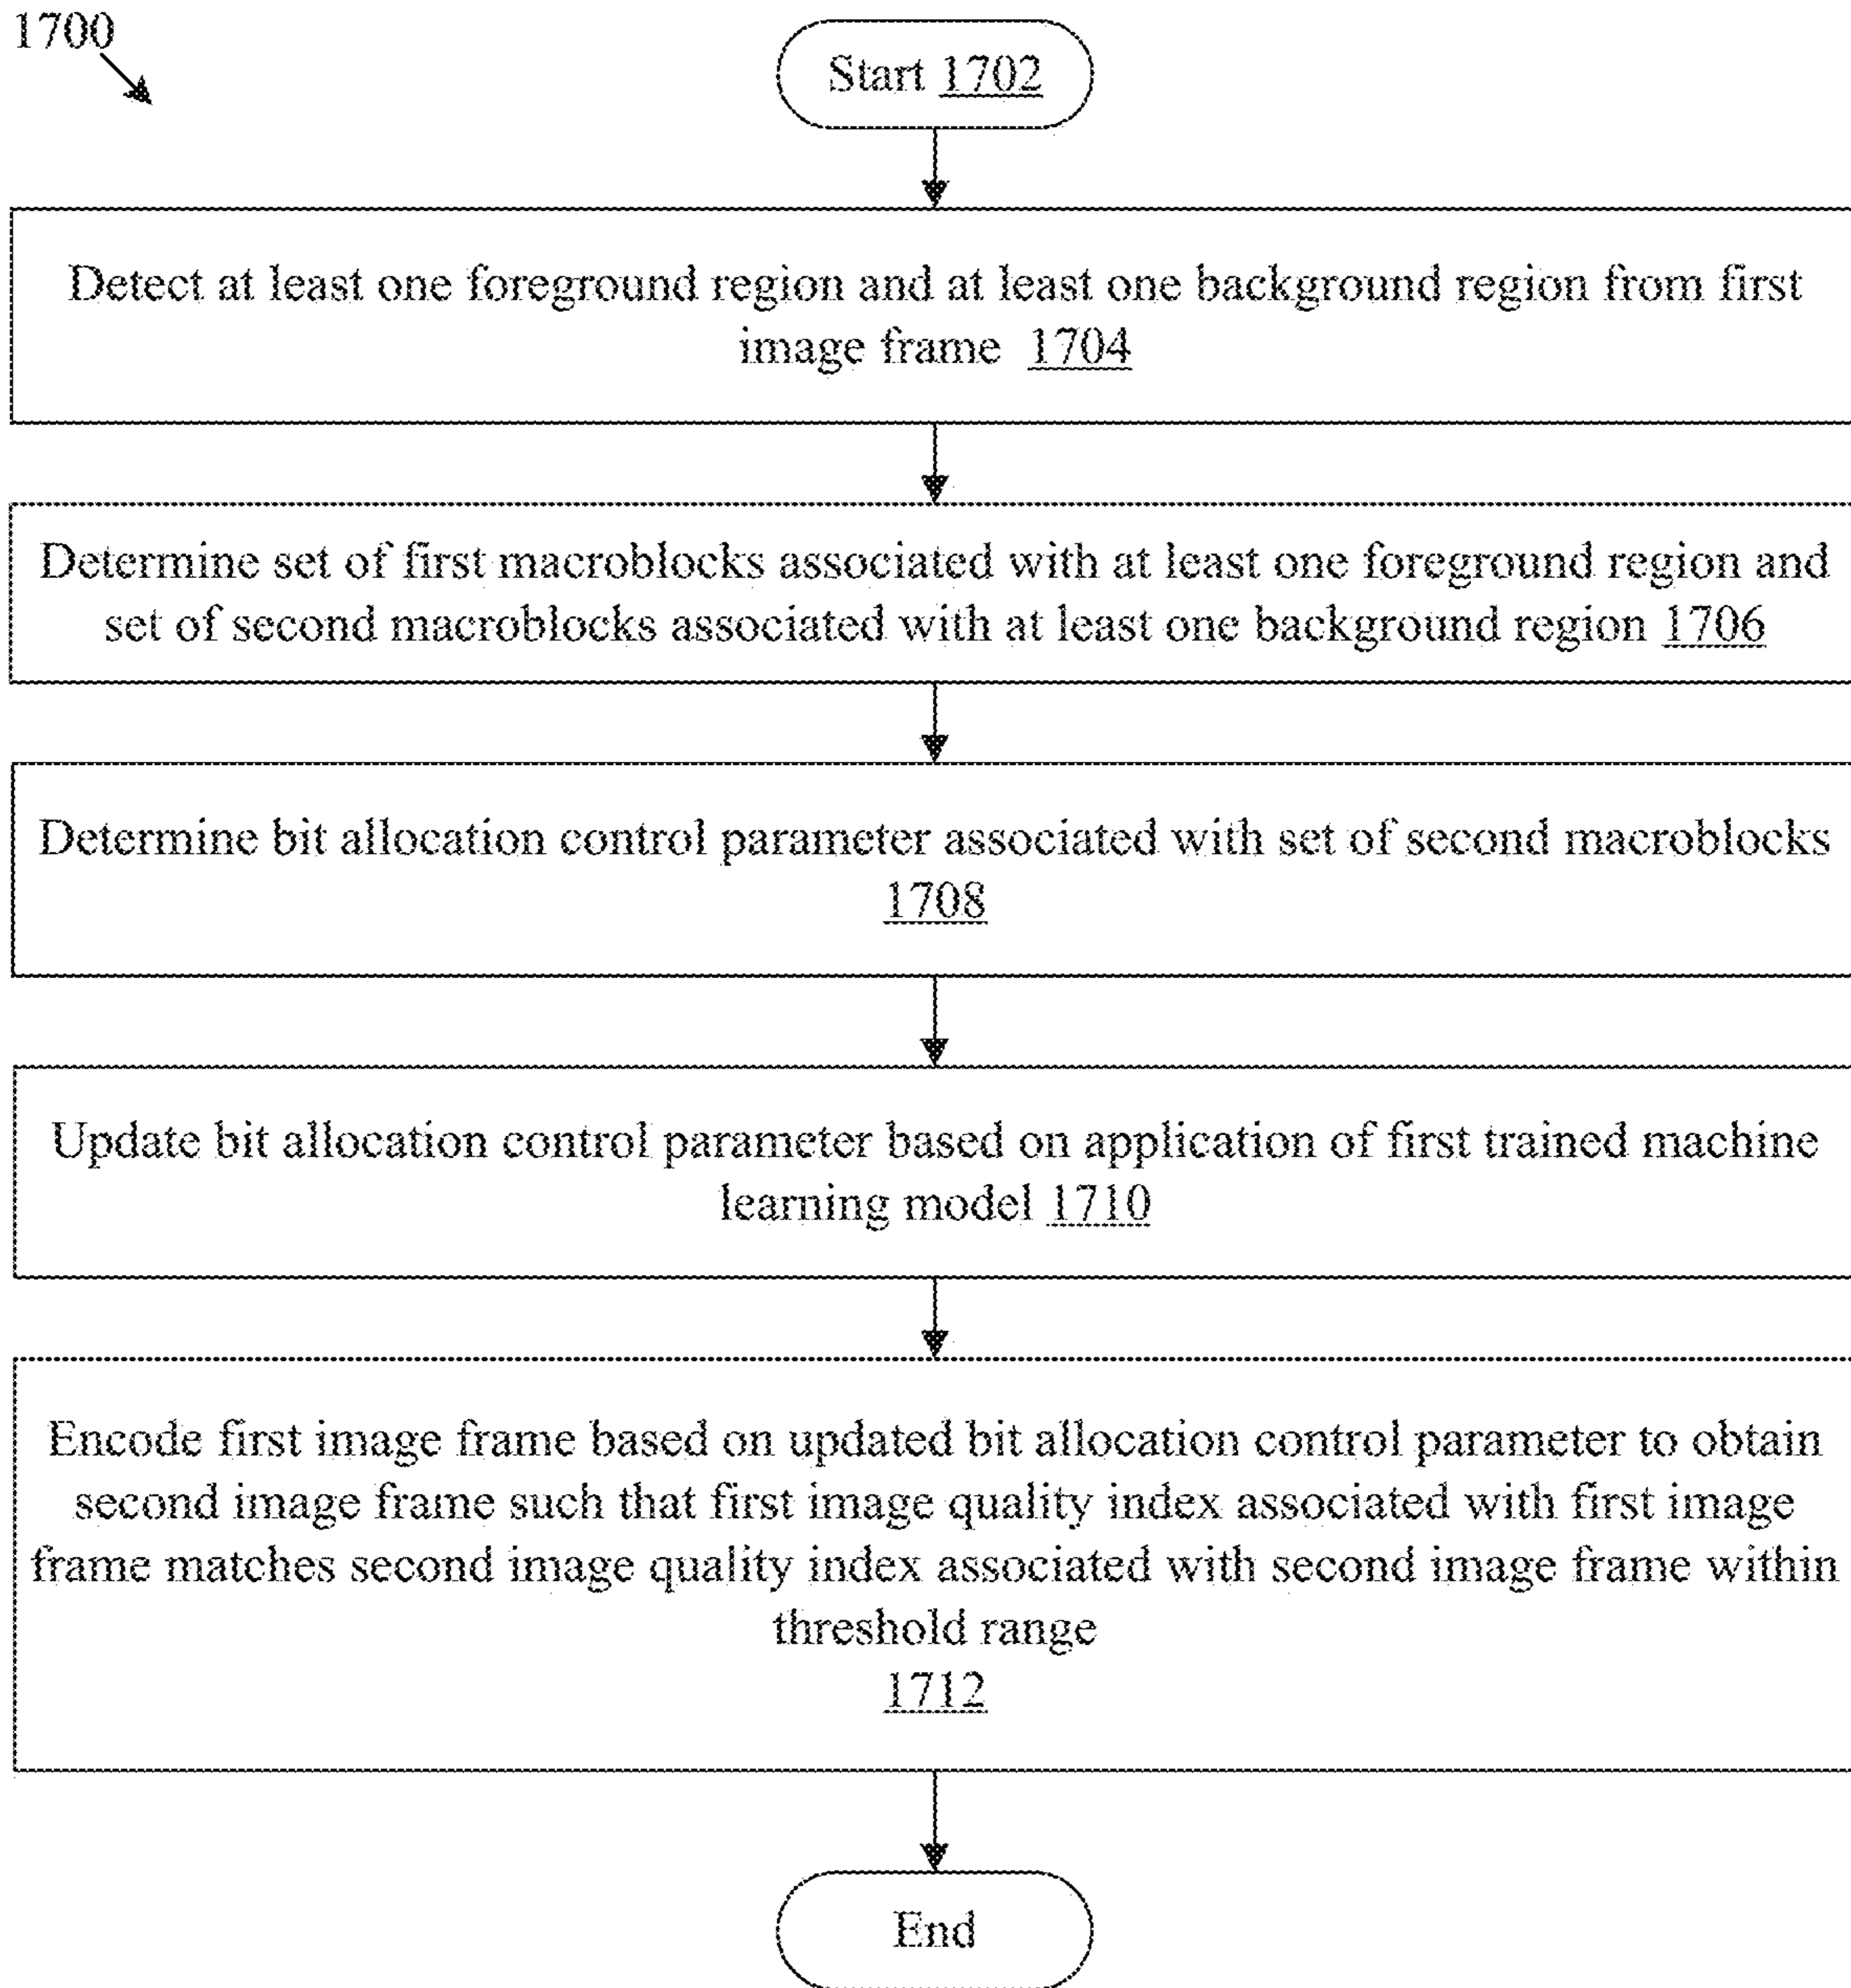 1700
Start 1702
Detect at least one foreground region and at least one background region from first
image frame 1704
Determine set of first macroblocks associated with at least one foreground region and
set of second macroblocks associated with at least one background region 1706
Determine bit allocation control parameter associated with set of second macroblocks
1708
Update bit allocation control parameter based on application of first trained machine
learning model 1710
Encode first image frame based on updated bit allocation control parameter to obtain
second image frame such that first image quality index associated with first image
frame matches second image quality index associated with second image frame within
threshold range
1712
End